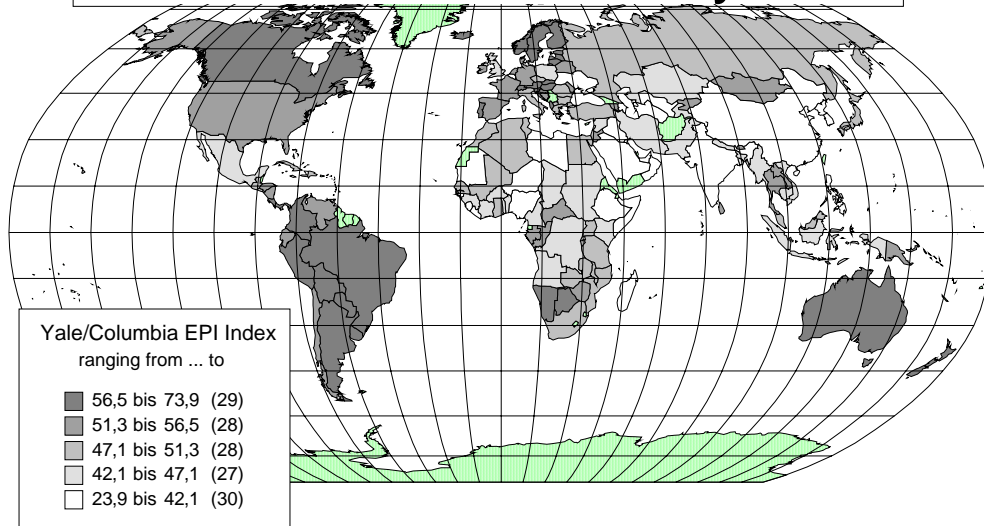 Yale/Columbia EPI Index
ranging from ... to
56,5 bis 73,9 (29)
51,3 bis 56,5 (28)
47,1 bis 51,3 (28)
42,1 bis 47,1 (27)
23,9 bis 42,1 (30)